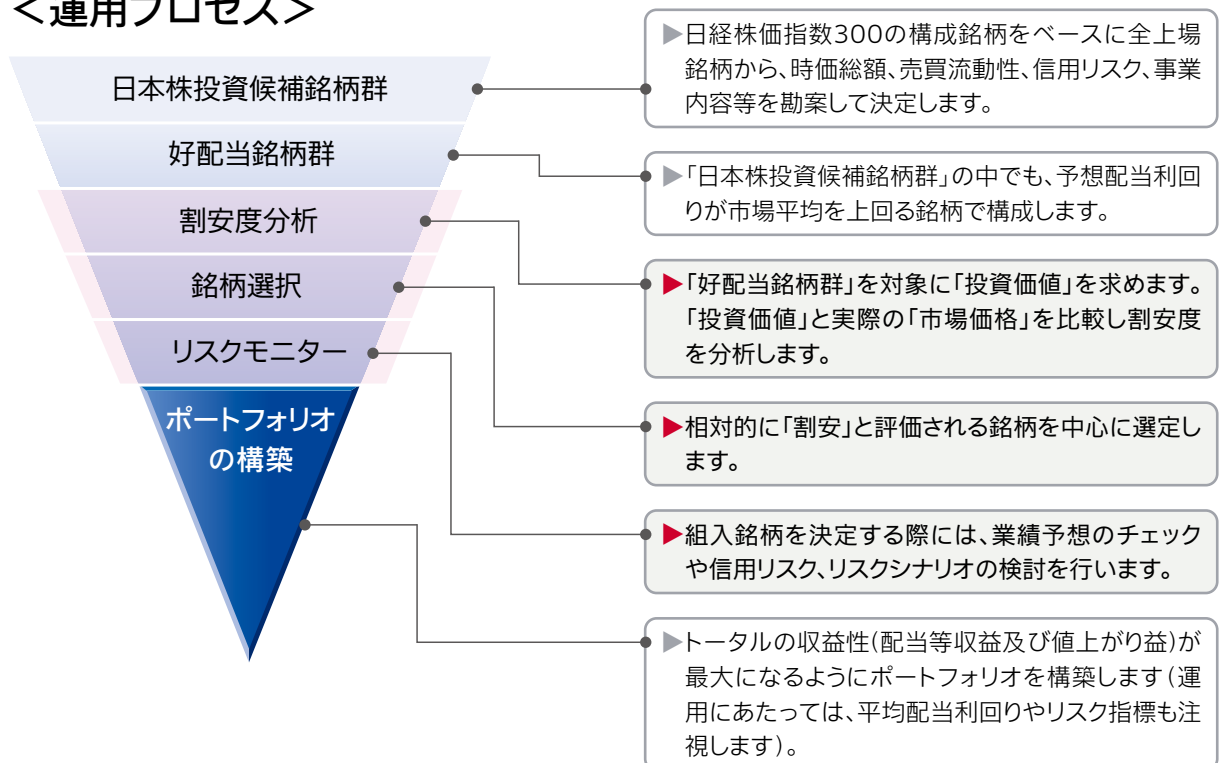 ＜運用プロセス＞
日本株投資候補銘柄群
好配当銘柄群
割安度分析
銘柄選択
リスクモニター
ポートフォリオ
の構築
▶日経株価指数300の構成銘柄をベースに全上場
銘柄から、時価総額、売買流動性、信用リスク、事業
内容等を勘案して決定します。
▶「日本株投資候補銘柄群」の中でも、予想配当利回
りが市場平均を上回る銘柄で構成します。
▶「好配当銘柄群」を対象に「投資価値」を求めます。
「投資価値」と実際の「市場価格」を比較し割安度
を分析します。
▶相対的に「割安」と評価される銘柄を中心に選定し
ます。
▶組入銘柄を決定する際には、業績予想のチェック
や信用リスク、リスクシナリオの検討を行います。
▶トータルの収益性(配当等収益及び値上がり益)が
最大になるようにポートフォリオを構築します（運
用にあたっては、平均配当利回りやリスク指標も注
視します）。